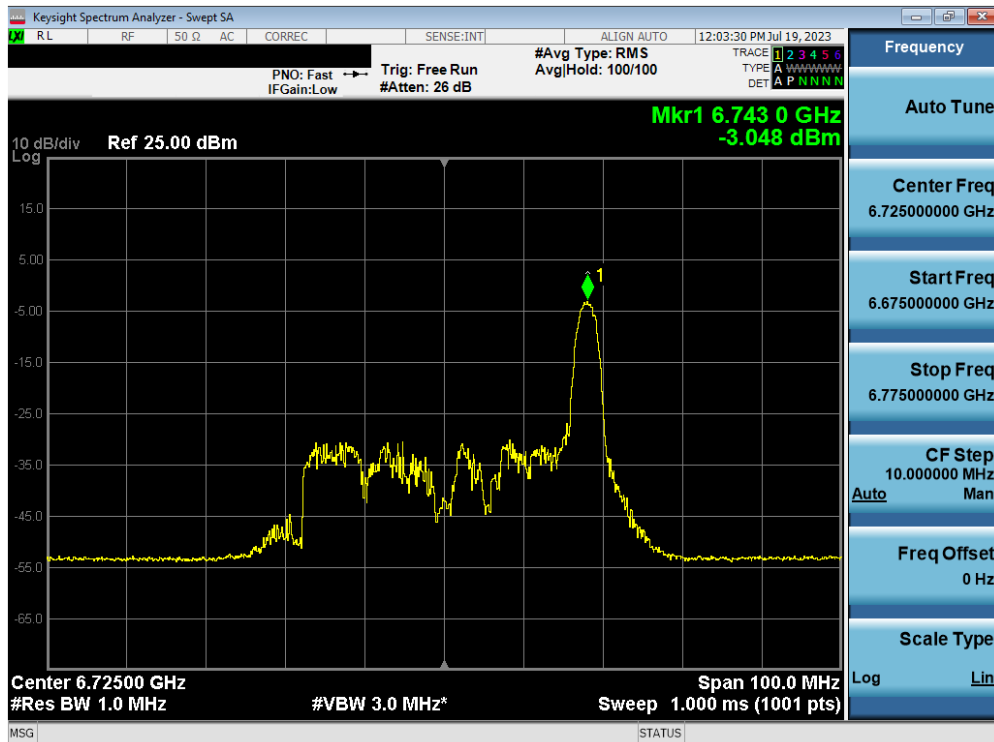 Keysight Spectrum Analyzer - Swept SA
LXI RL RF 50 Ω AC CORREC SENSE:INT ALIGN AUTO 12:03:30 PM Jul 19, 2023
PNO: Fast
IFGain:Low
Trig: Free Run
#Atten: 26 dB
#Avg Type: RMS
Avg|Hold: 100/100
TRACE 1 2 3 4 5 6
TYPE A W W W W W
DET A P N N N N
Mkr1 6.743 0 GHz
-3.048 dBm
10 dB/div Ref 25.00 dBm
Log
15.0
5.00
-5.00
-15.0
-25.0
-35.0
-45.0
-55.0
-65.0
1
Center 6.72500 GHz Span 100.0 MHz
#Res BW 1.0 MHz #VBW 3.0 MHz* Sweep 1.000 ms (1001 pts)
MSG STATUS
Frequency
Auto Tune
Center Freq
6.725000000 GHz
Start Freq
6.675000000 GHz
Stop Freq
6.775000000 GHz
CF Step
10.000000 MHz
Auto Man
Freq Offset
0 Hz
Scale Type
Log Lin